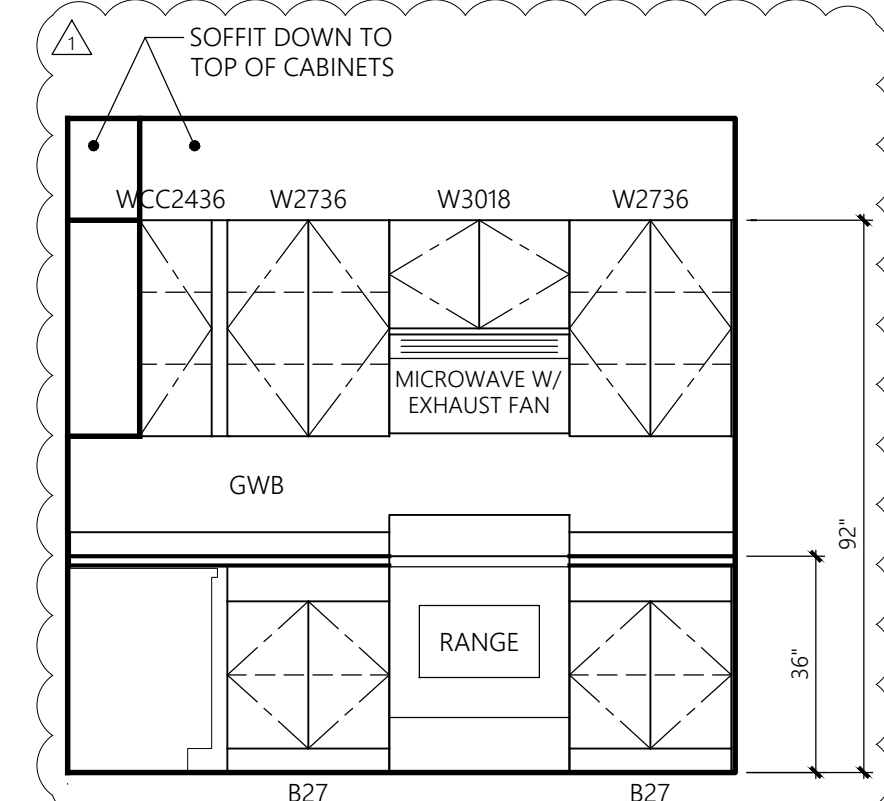 1
SOFFIT DOWN TO
TOP OF CABINETS
WCC2436 W2736 W3018 W2736
MICROWAVE W/
EXHAUST FAN
GWB
92"
36"
RANGE
B27 B27